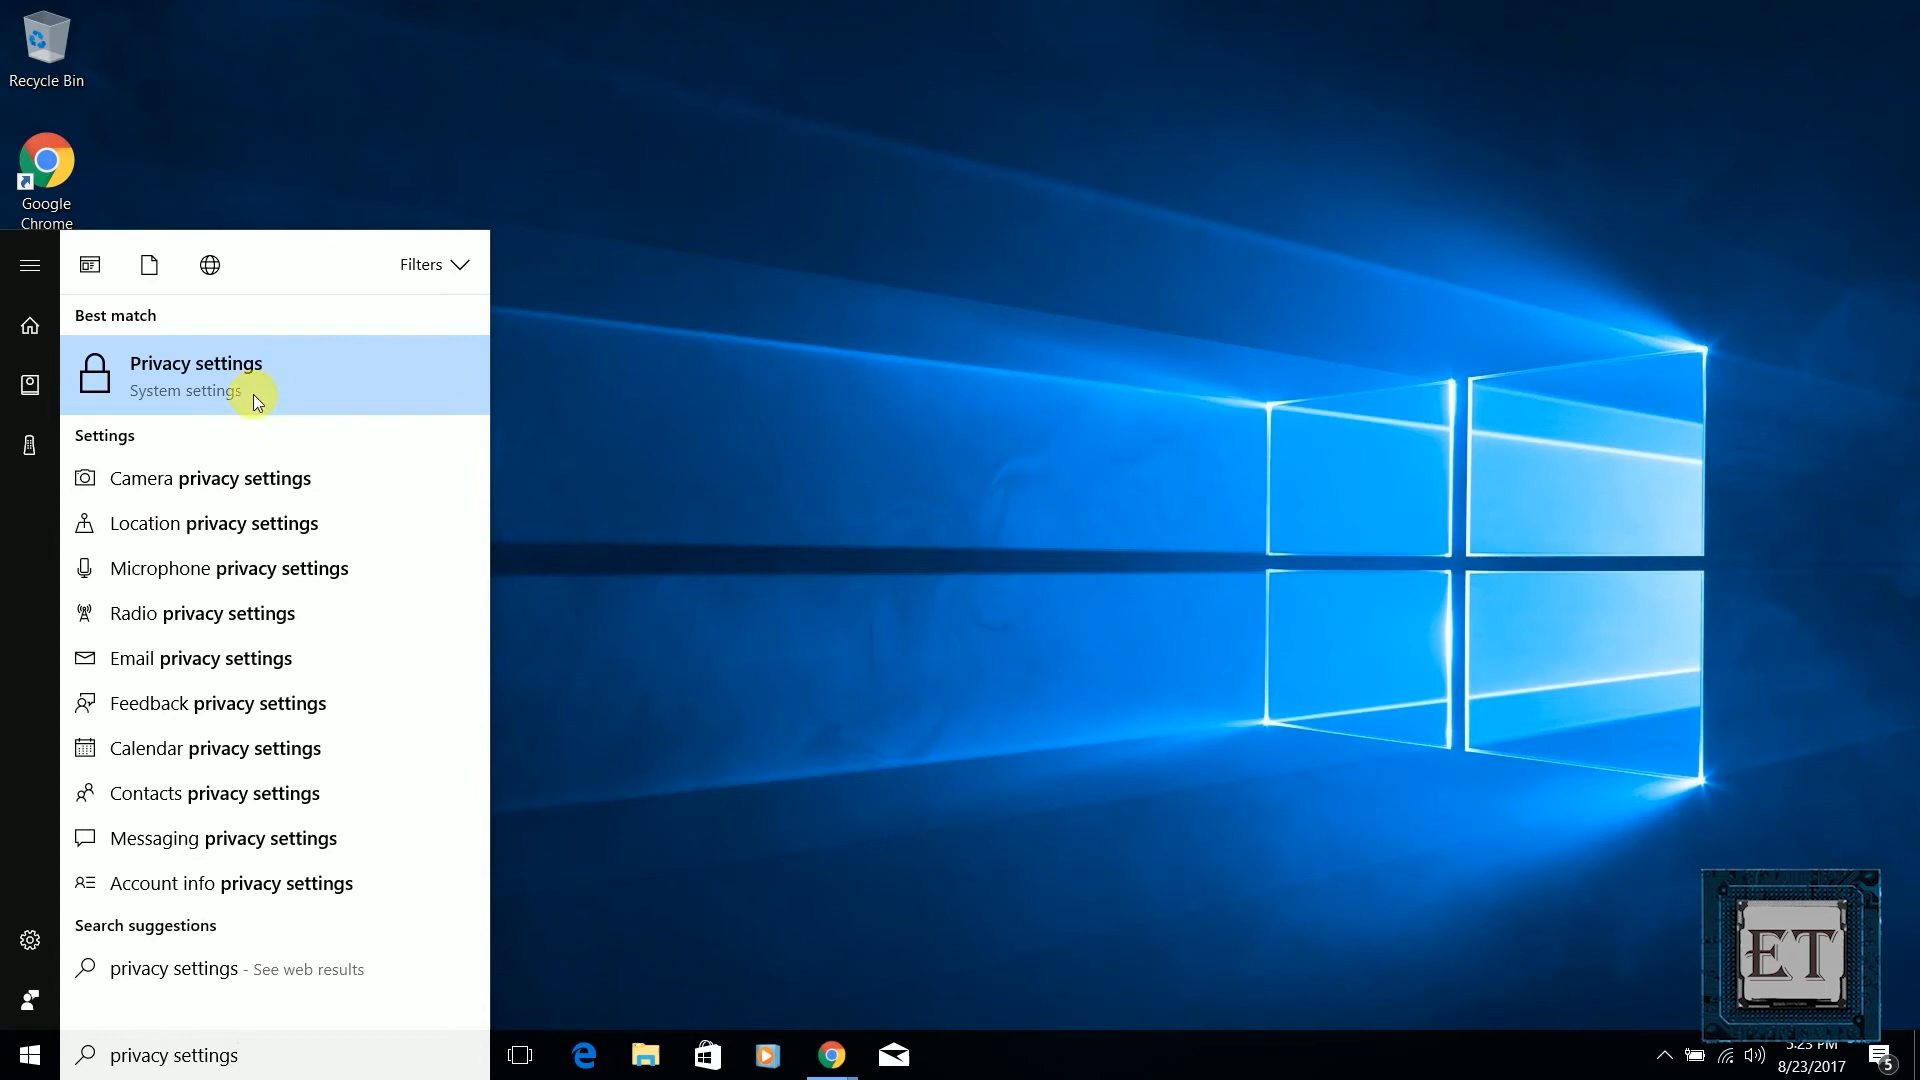 Recycle Bin
Google
Chrome
Filters
Best match
Privacy settings
System settings
Settings
Camera privacy settings
Location privacy settings
Microphone privacy settings
Radio privacy settings
Email privacy settings
Feedback privacy settings
Calendar privacy settings
Contacts privacy settings
Messaging privacy settings
Account info privacy settings
Search suggestions
privacy settings - See web results
privacy settings
ET
5:23 PM
8/23/2017
5